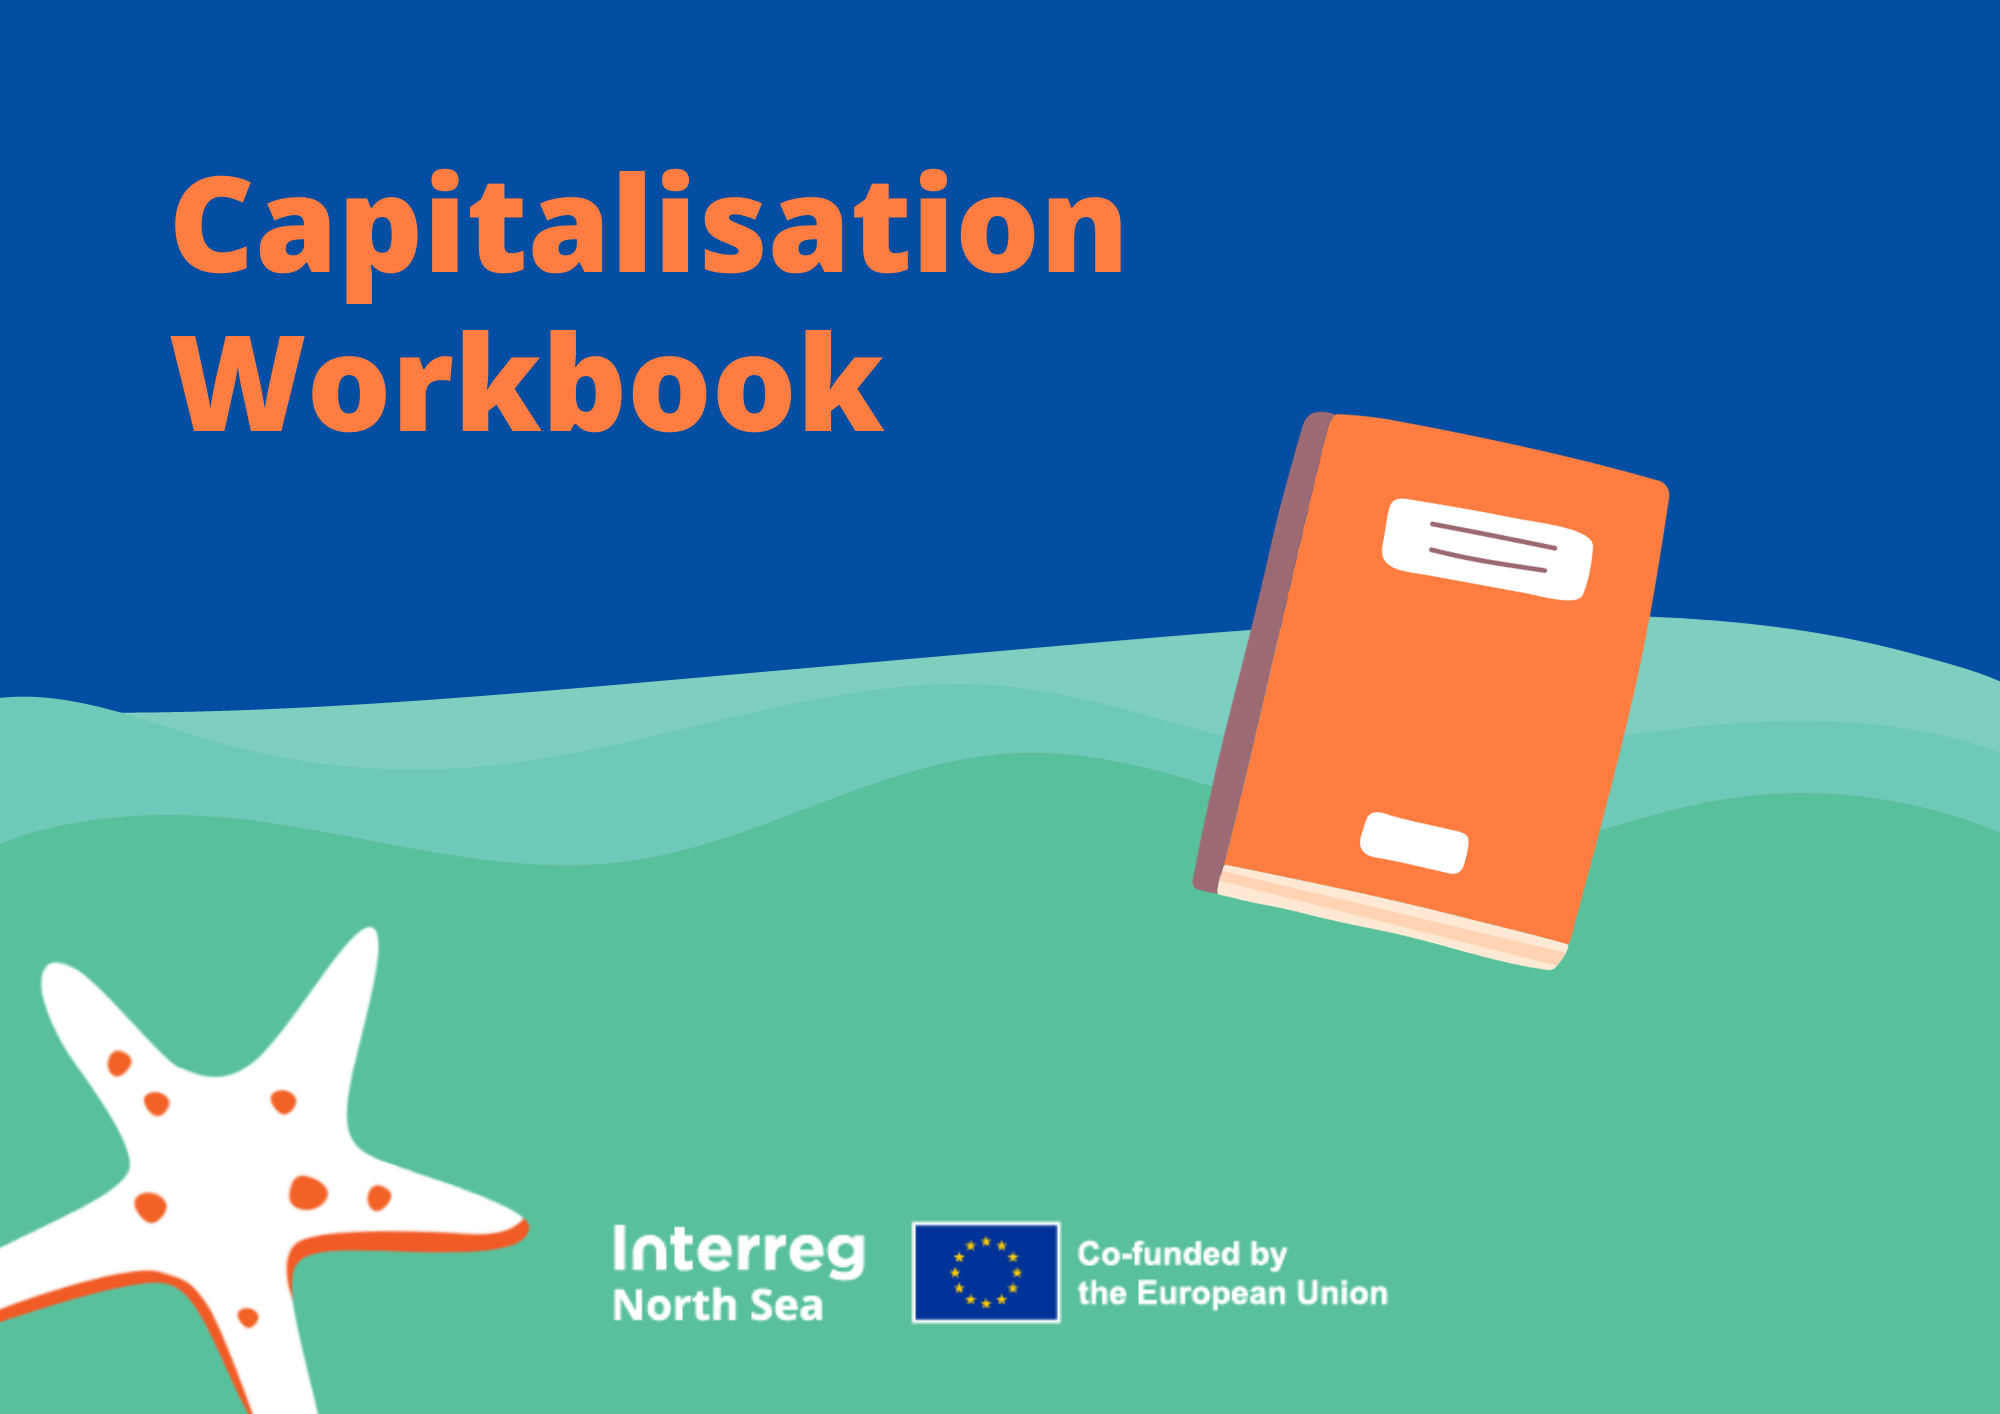 Capitalisation
Workbook
Interreg
North Sea
Co-funded by
the European Union